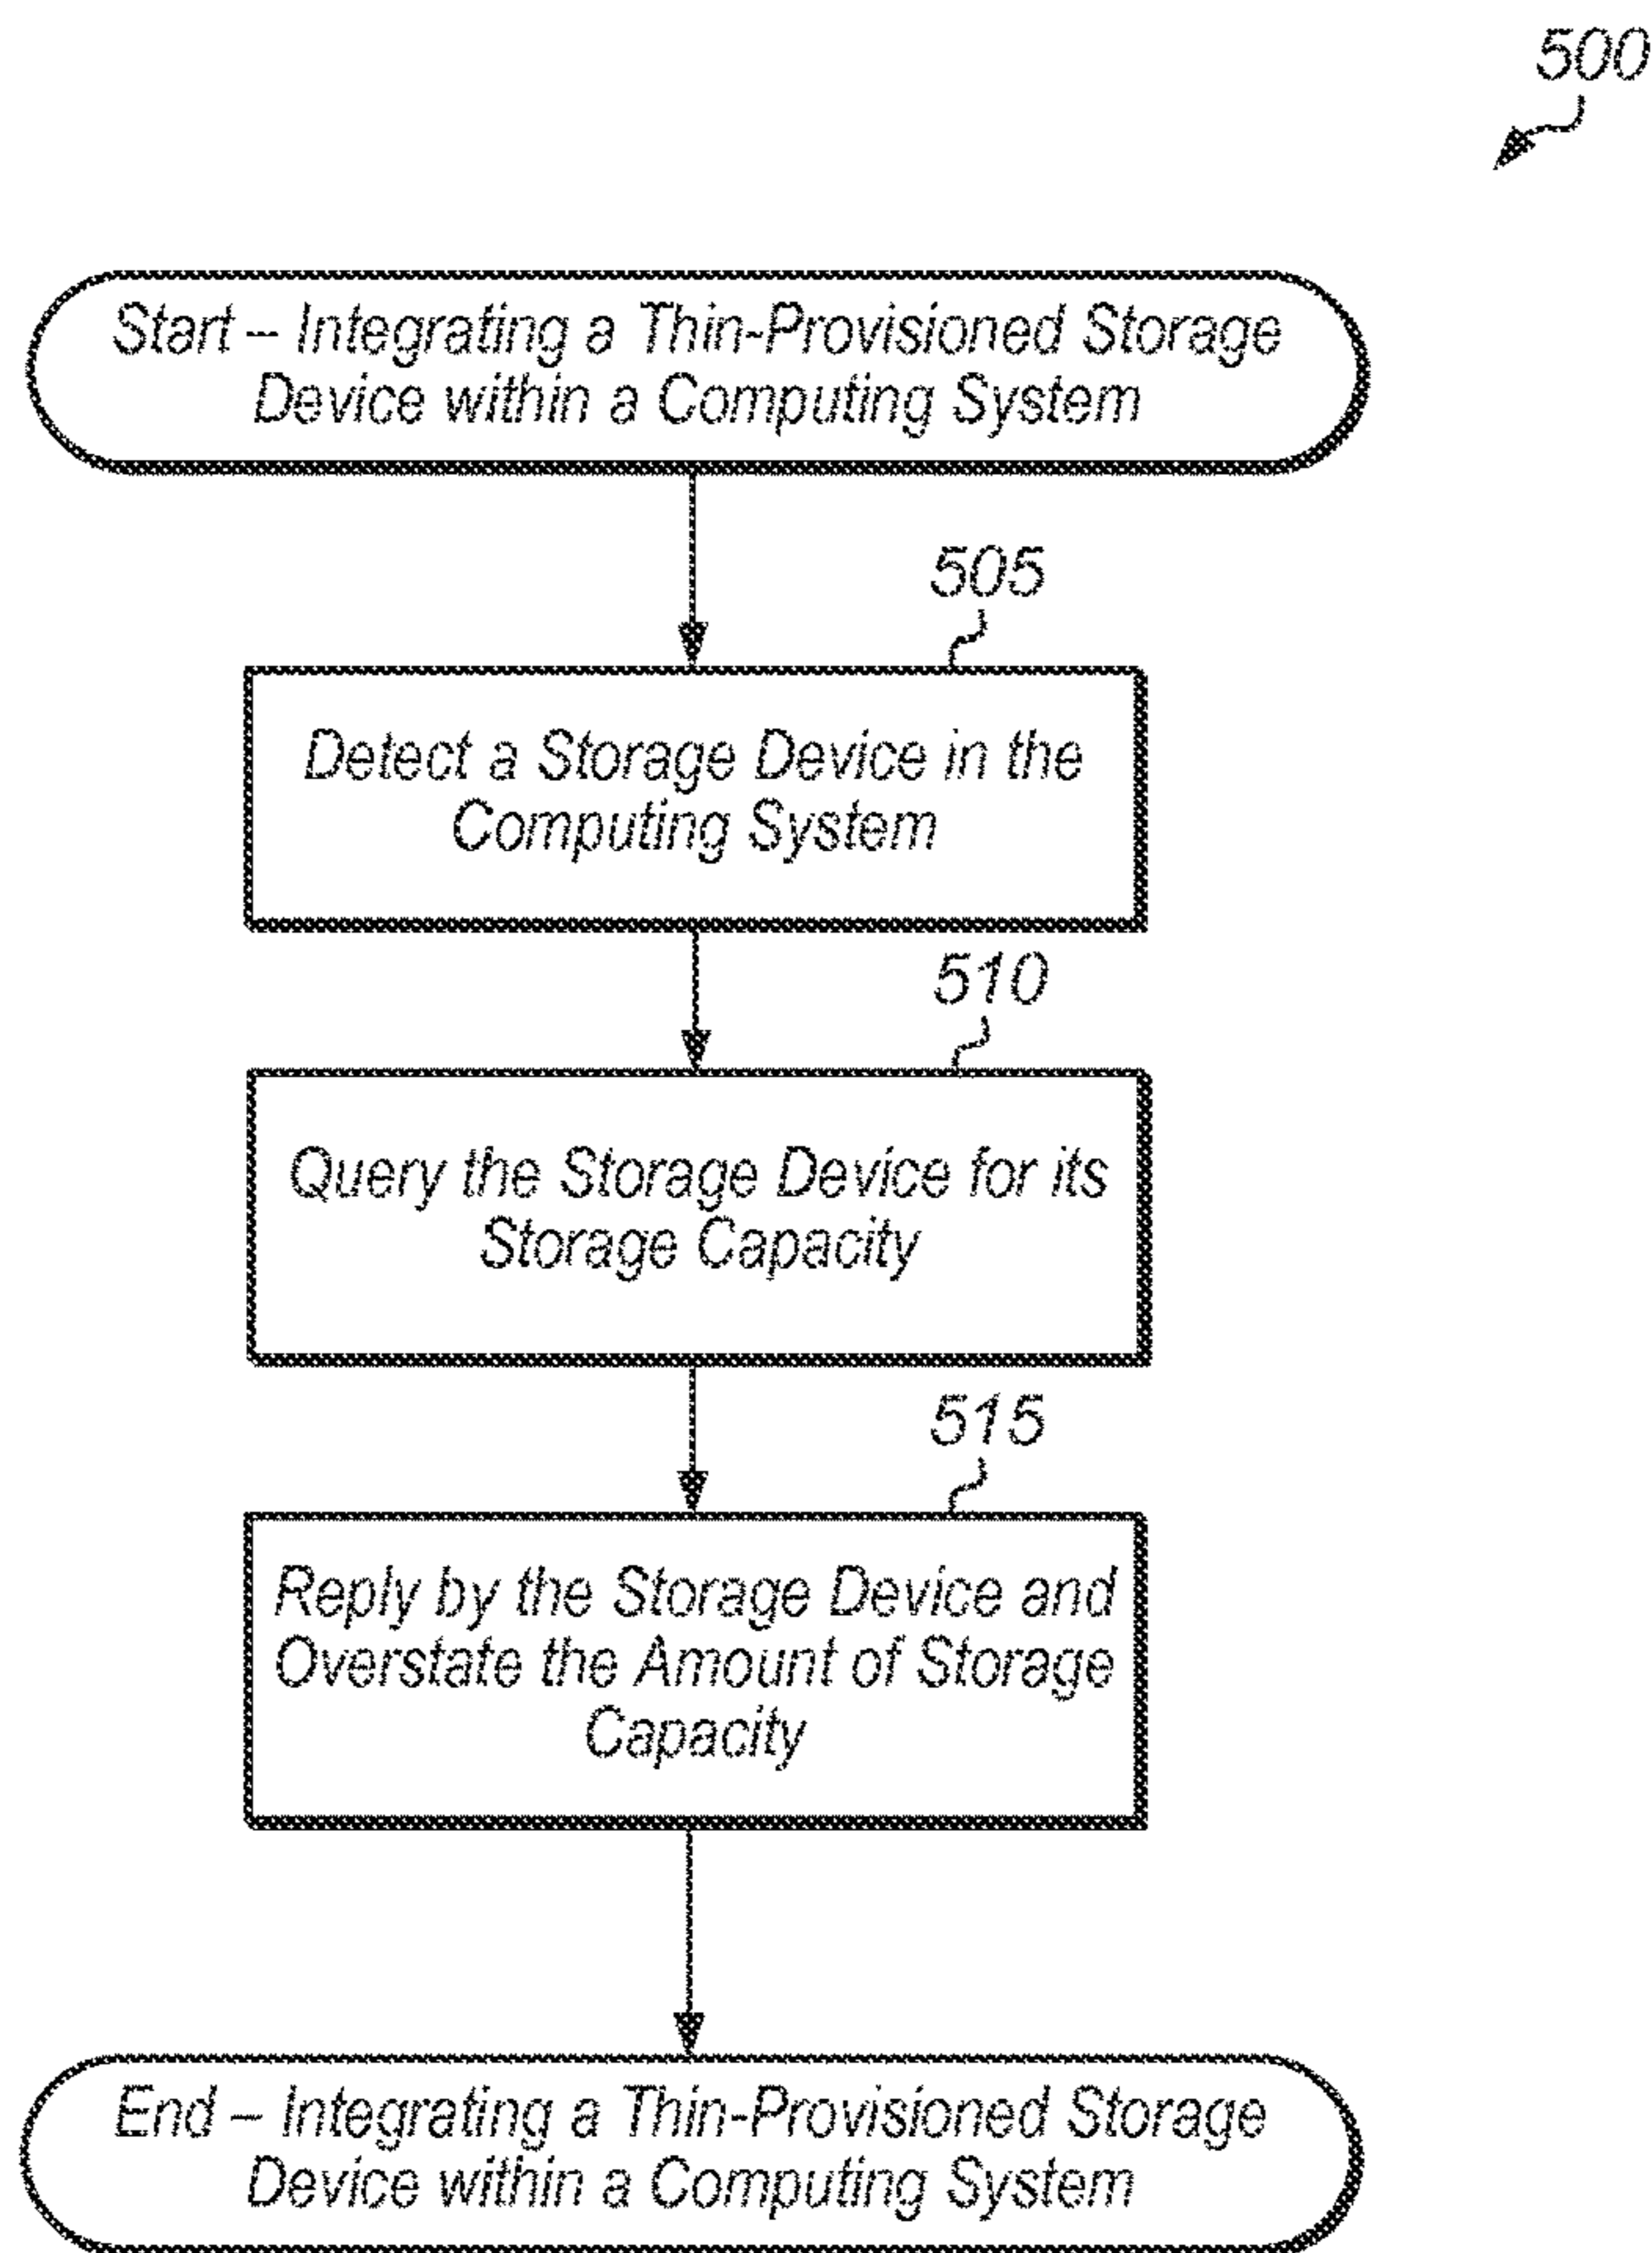 500
Start – Integrating a Thin-Provisioned Storage
Device within a Computing System
505
Detect a Storage Device in the
Computing System
510
Query the Storage Device for its
Storage Capacity
515
Reply by the Storage Device and
Overstate the Amount of Storage
Capacity
End – Integrating a Thin-Provisioned Storage
Device within a Computing System